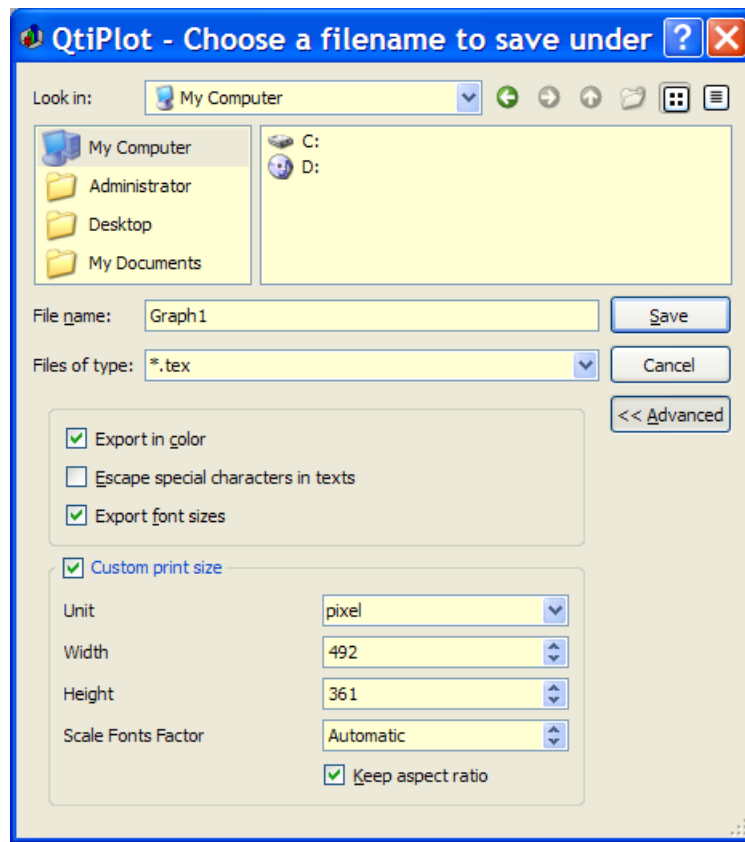 QtiPlot - Choose a filename to save under
Look in: My Computer
My Computer
Administrator
Desktop
My Documents
C:
D:
File name: Graph1 Save
Files of type: *.tex Cancel
<< Advanced
Export in color
Escape special characters in texts
Export font sizes
Custom print size
Unit pixel
Width 492
Height 361
Scale Fonts Factor Automatic
Keep aspect ratio